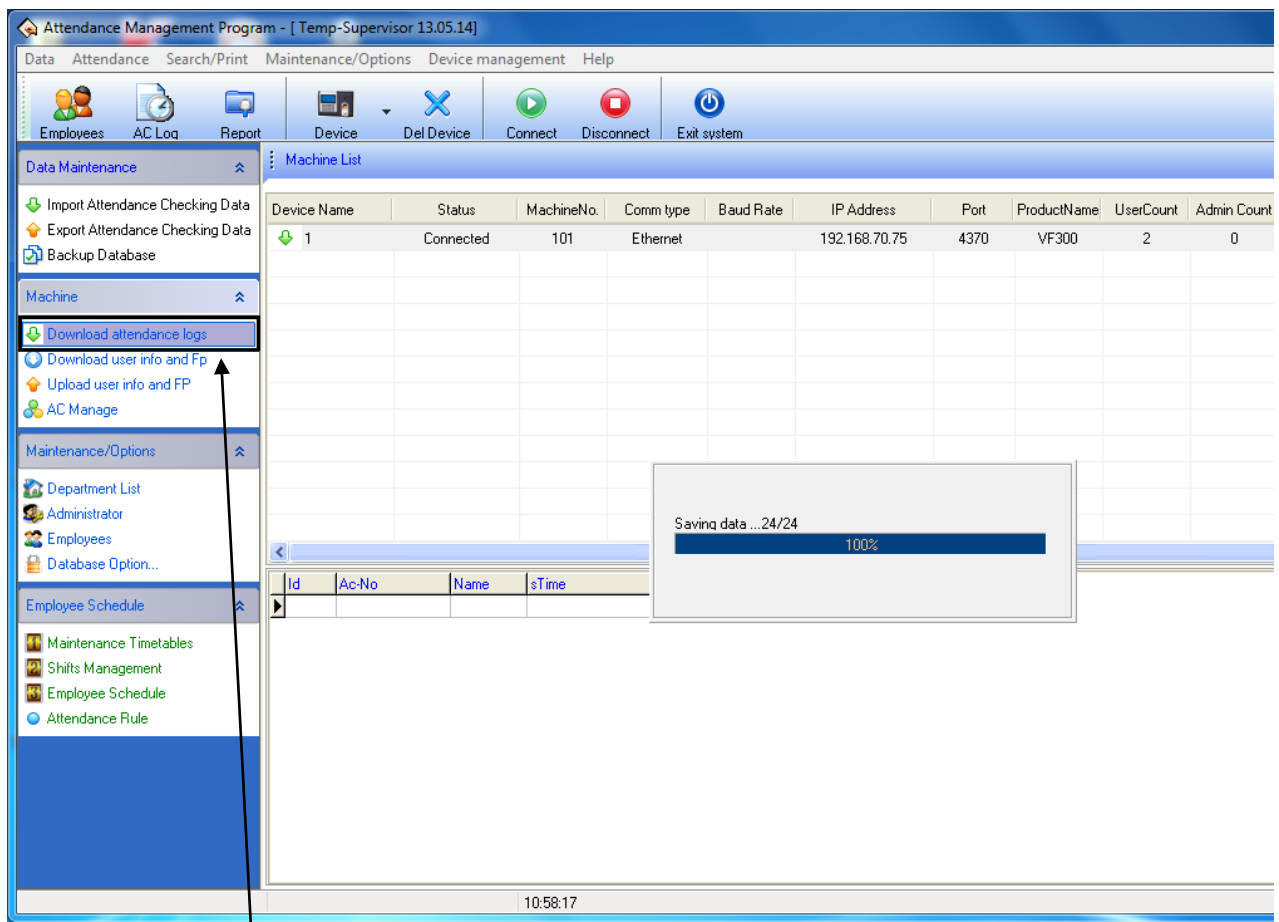 Attendance Management Program - [ Temp-Supervisor 13.05.14]
Data Attendance Search/Print Maintenance/Options Device management Help
Employees AC Log Report Device Del Device Connect Disconnect Exit system
Data Maintenance
Import Attendance Checking Data
Export Attendance Checking Data
Backup Database
Machine
Download attendance logs
Download user info and Fp
Upload user info and FP
AC Manage
Maintenance/Options
Department List
Administrator
Employees
Database Option...
Employee Schedule
Maintenance Timetables
Shifts Management
Employee Schedule
Attendance Rule
Machine List
Device Name Status MachineNo. Comm type Baud Rate IP Address Port ProductName UserCount Admin Count
1 Connected 101 Ethernet 192.168.70.75 4370 VF300 2 0
Saving data ...24/24
100%
Id Ac-No Name sTime
10:58:17